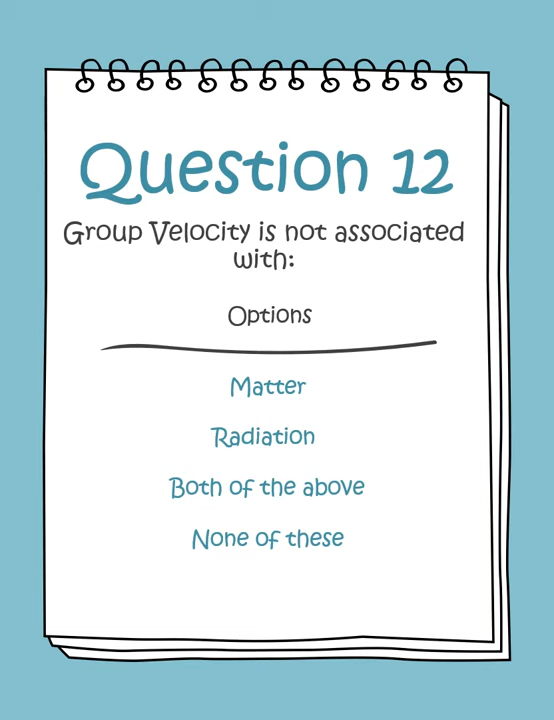 Question 12
Group Velocity is not associated
with:
Options
Matter
Radiation
Both of the above
None of these